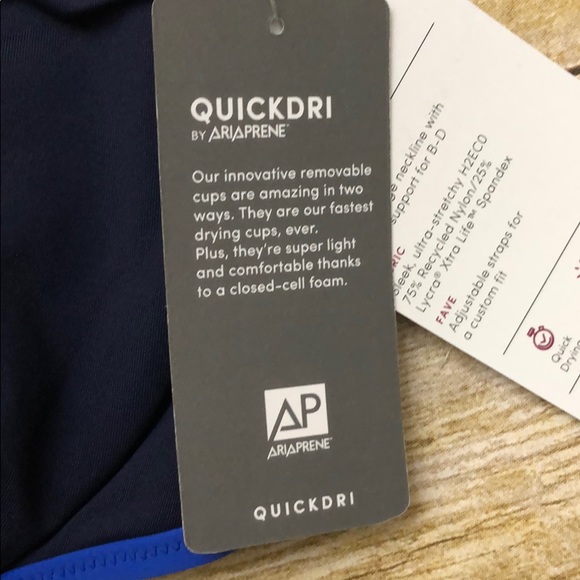 QUICKDRI
BY ARIAPRENE™
Our innovative removable
cups are amazing in two
ways. They are our fastest
drying cups, ever.
Plus, they're super light
and comfortable thanks
to a closed-cell foam.
AP
ARIAPRENE™
QUICKDRI
neckline with
support for B-D
Sleek, ultra-stretchy H2ECO
75% Recycled Nylon/25%
Lycra® Xtra Life™ Spandex
FAVE
Adjustable straps for
a custom fit
Quick
Drying